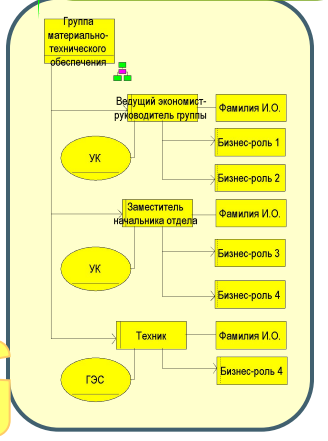 Группа
материально-
технического
обеспечения
Ведущий экономист-
руководитель группы
Фамилия И.О.
Бизнес-роль 1
УК
Бизнес-роль 2
Заместитель
начальника отдела
Фамилия И.О.
Бизнес-роль 3
УК
Бизнес-роль 4
Техник
Фамилия И.О.
ГЭС
Бизнес-роль 4